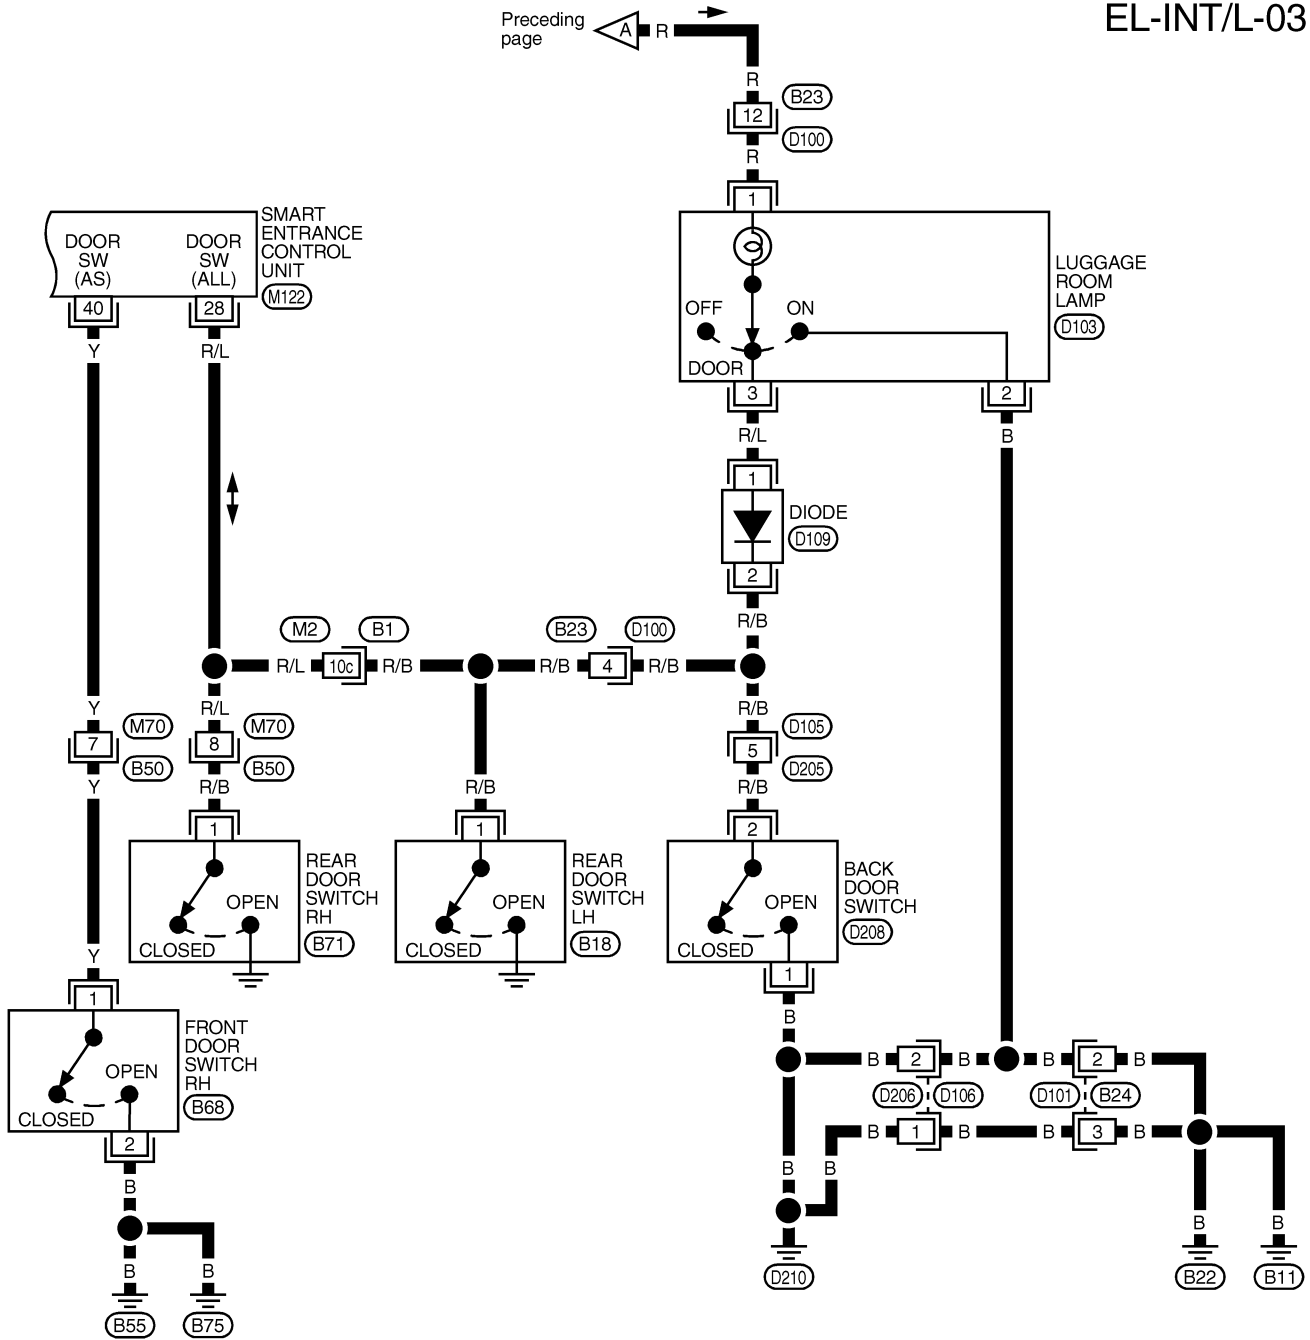 EL-INT/L-03
Preceding
page
A
R
R
B23
12
D100
R
1
SMART
ENTRANCE
CONTROL
UNIT
M122
DOOR
SW
(AS)
DOOR
SW
(ALL)
40
28
Y
R/L
OFF
ON
DOOR
LUGGAGE
ROOM
LAMP
D103
3
2
R/L
B
1
DIODE
D109
2
R/B
M2
B1
B23
D100
R/L
10c
R/B
R/B
4
R/B
Y
R/L
R/B
M70
M70
D105
7
8
5
B50
B50
D205
Y
R/B
R/B
R/B
1
1
2
REAR
DOOR
SWITCH
RH
B71
OPEN
CLOSED
REAR
DOOR
SWITCH
LH
B18
OPEN
CLOSED
BACK
DOOR
SWITCH
D208
OPEN
CLOSED
Y
1
1
B
FRONT
DOOR
SWITCH
RH
B68
OPEN
CLOSED
2
B
2
B
B
2
B
D206
D106
D101
B24
B
1
B
B
3
B
B
B
B
B
B
D210
B22
B11
B
B
B55
B75